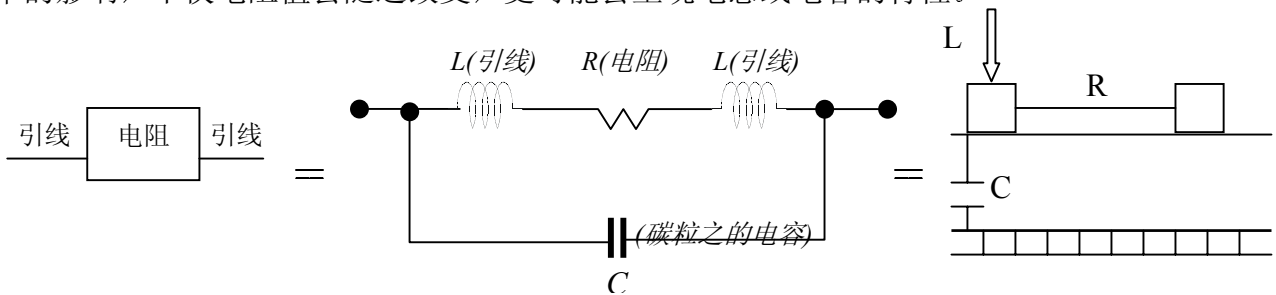 L(引线) R(电阻) L(引线)
L
R
引线 电阻 引线
=
=
C
(碳粒之的电容)
C